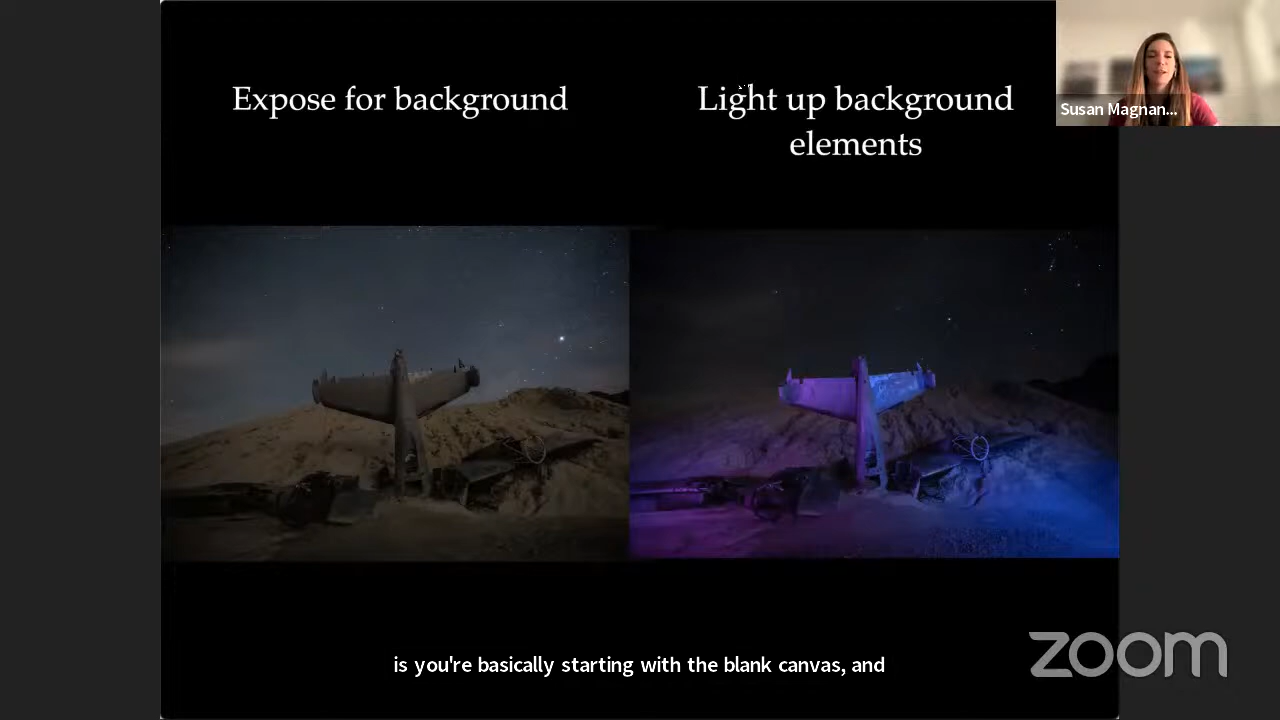 Expose for background
Light up background
elements
Susan Magnan...
is you're basically starting with the blank canvas, and
zoom